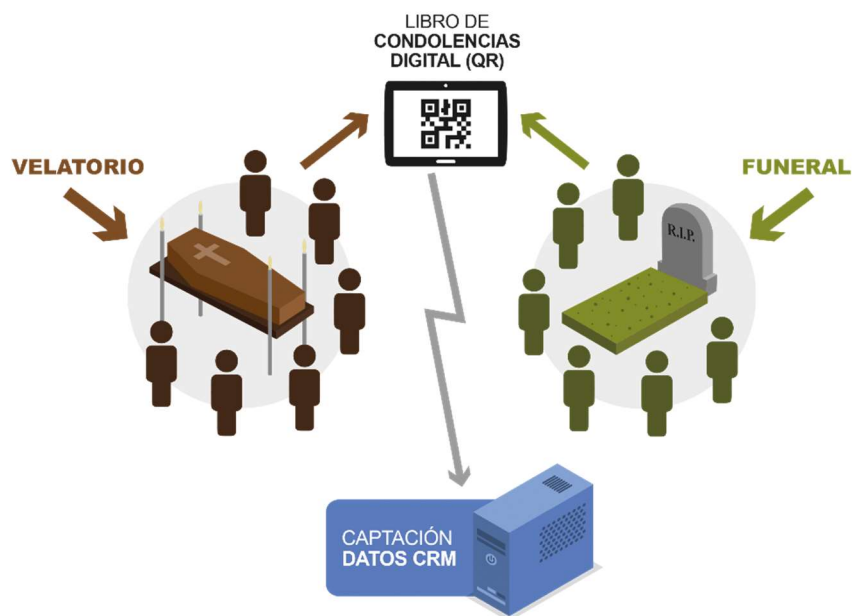 LIBRO DE
CONDOLENCIAS
DIGITAL (QR)
VELATORIO
FUNERAL
R.I.P.
CAPTACIÓN
DATOS CRM